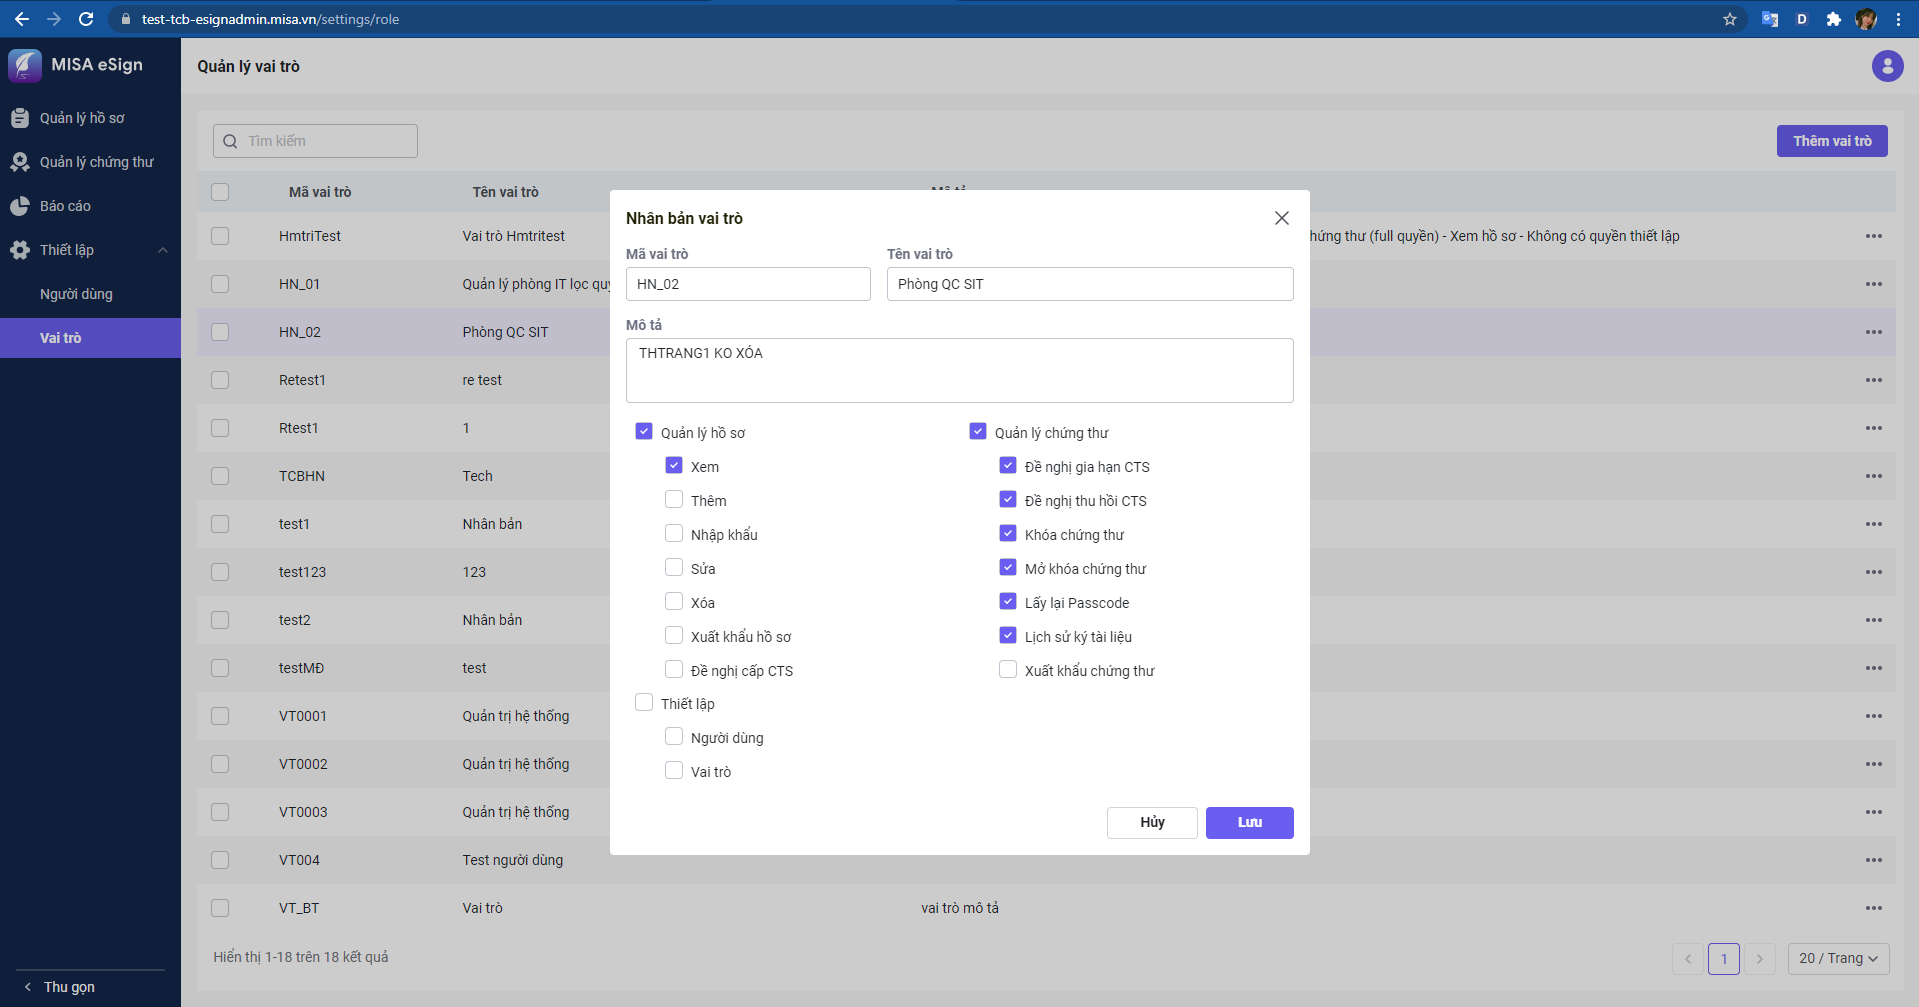 test-tcb-esignadmin.misa.vn/settings/role
MISA eSign
Quản lý vai trò
Quản lý hồ sơ
Quản lý chứng thư
Báo cáo
Thiết lập
Người dùng
Vai trò
Thu gọn
Tìm kiếm
Thêm vai trò
Mã vai trò
Tên vai trò
HmtriTest
Vai trò Hmtritest
hứng thư (full quyền) - Xem hồ sơ - Không có quyền thiết lập
HN_01
Quản lý phòng IT lọc quy
HN_02
Phòng QC SIT
Retest1
re test
Rtest1
1
TCBHN
Tech
test1
Nhân bản
test123
123
test2
Nhân bản
testMĐ
test
VT0001
Quản trị hệ thống
VT0002
Quản trị hệ thống
VT0003
Quản trị hệ thống
VT004
Test người dùng
VT_BT
Vai trò
vai trò mô tả
Hiển thị 1-18 trên 18 kết quả
1
20 / Trang
Nhân bản vai trò
Mã vai trò
Tên vai trò
HN_02
Phòng QC SIT
Mô tả
THTRANG1 KO XÓA
Quản lý hồ sơ
Xem
Thêm
Nhập khẩu
Sửa
Xóa
Xuất khẩu hồ sơ
Đề nghị cấp CTS
Thiết lập
Người dùng
Vai trò
Quản lý chứng thư
Đề nghị gia hạn CTS
Đề nghị thu hồi CTS
Khóa chứng thư
Mở khóa chứng thư
Lấy lại Passcode
Lịch sử ký tài liệu
Xuất khẩu chứng thư
Hủy
Lưu